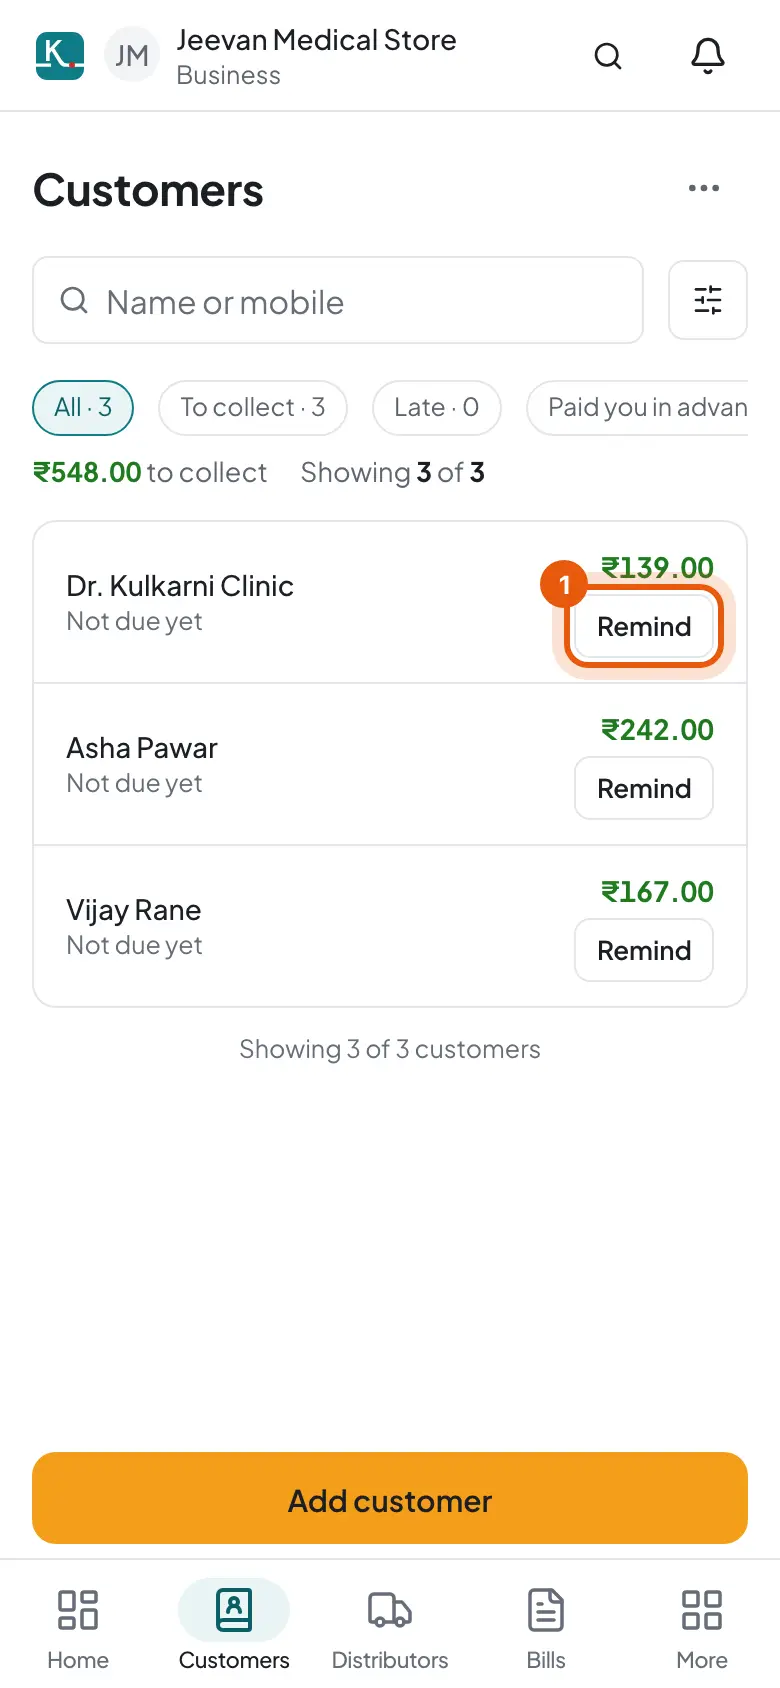 K.
JM
Jeevan Medical Store
Business
Customers
Name or mobile
All · 3
To collect · 3
Late · 0
Paid you in advan
₹548.00 to collect
Showing 3 of 3
Dr. Kulkarni Clinic
Not due yet
₹139.00
1
Remind
Asha Pawar
Not due yet
₹242.00
Remind
Vijay Rane
Not due yet
₹167.00
Remind
Showing 3 of 3 customers
Add customer
Home
Customers
Distributors
Bills
More